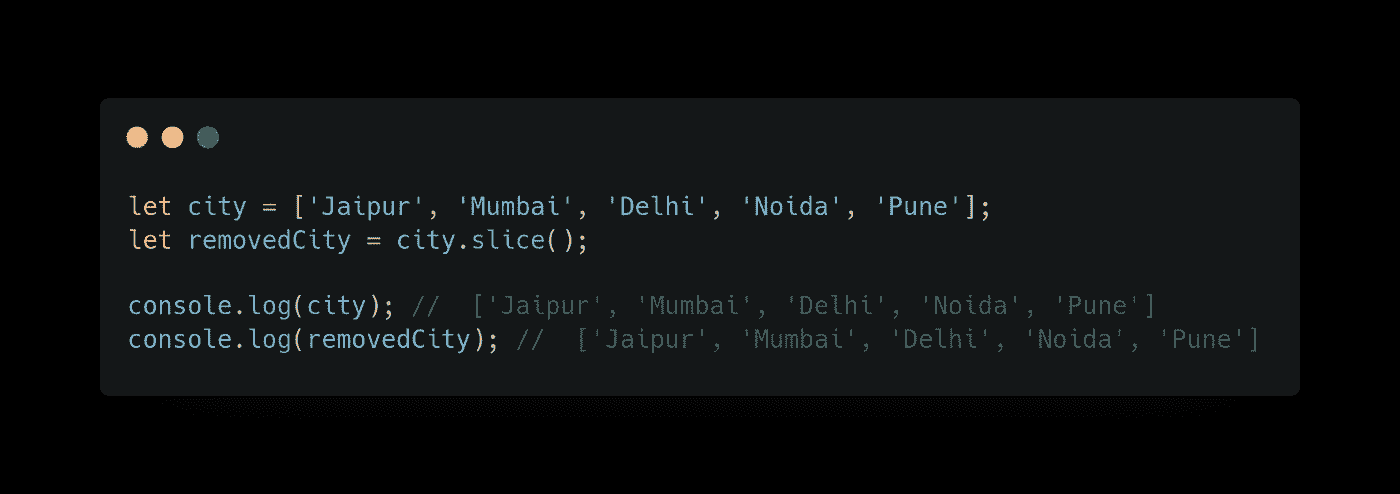 let city = ['Jaipur', 'Mumbai', 'Delhi', 'Noida', 'Pune'];
let removedCity = city.slice();
console.log(city); //  ['Jaipur', 'Mumbai', 'Delhi', 'Noida', 'Pune']
console.log(removedCity); //  ['Jaipur', 'Mumbai', 'Delhi', 'Noida', 'Pune']